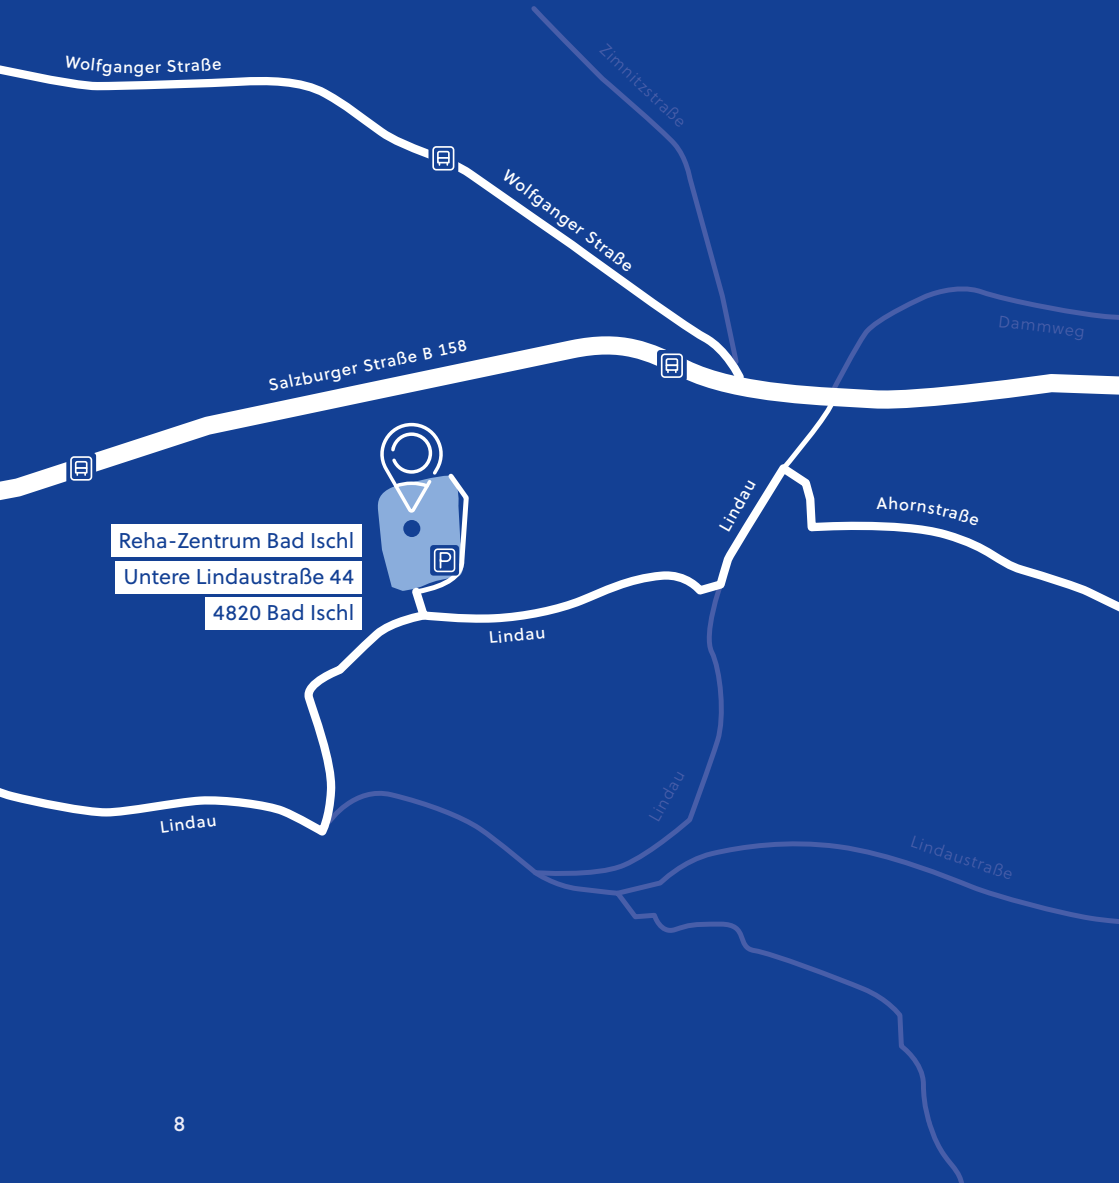 Zimnitzstraße
Wolfganger Straße
Wolfganger Straße
Dammweg
Salzburger Straße B 158
Lindau
Ahornstraße
Reha-Zentrum Bad Ischl
P
Untere Lindaustraße 44
4820 Bad Ischl
Lindau
Lindau
Lindau
Lindaustraße
8